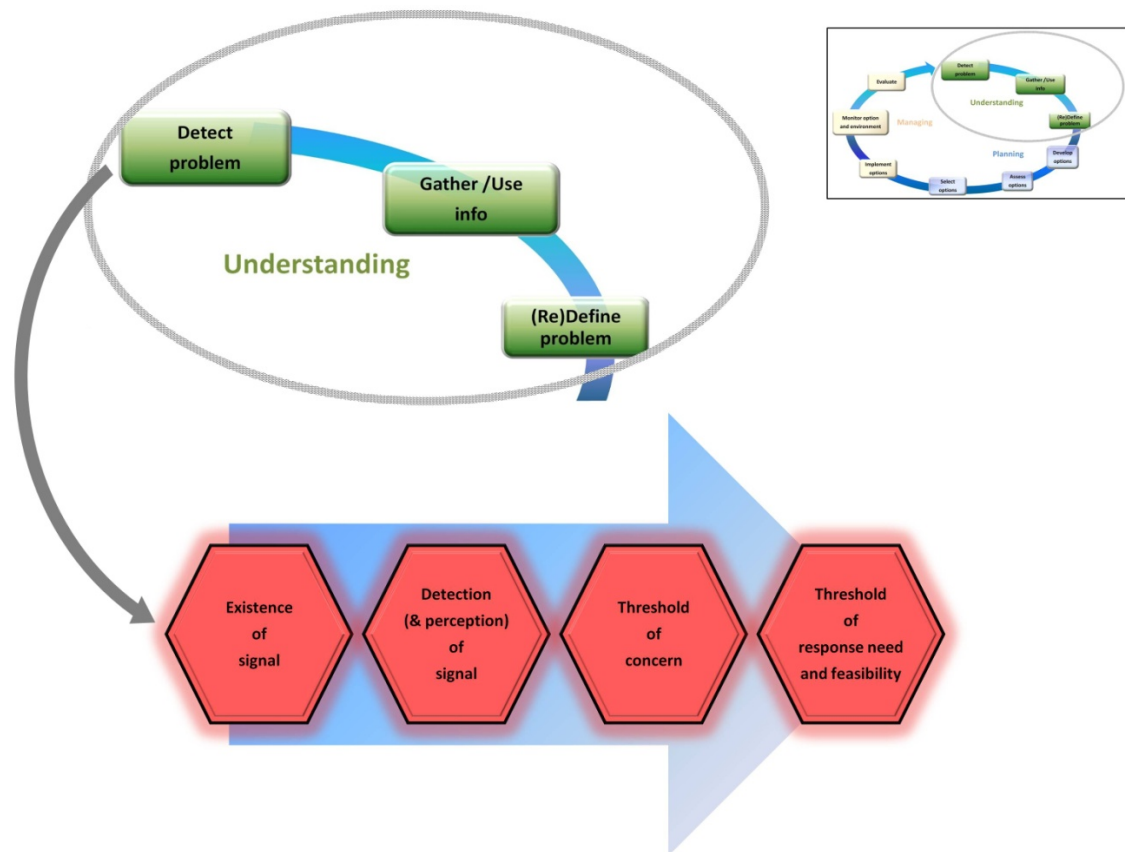 Detect
problem
Gather /Use
info
Understanding
(Re)Define
problem
Detect
problem
Gather /Use
info
Understanding
(Re)Define
problem
Planning
Develop
options
Assess
options
Select
options
Implement
options
Monitor option
and environment
Managing
Evaluate
Existence
of
signal
Detection
(& perception)
of
signal
Threshold
of
concern
Threshold
of
response need
and feasibility